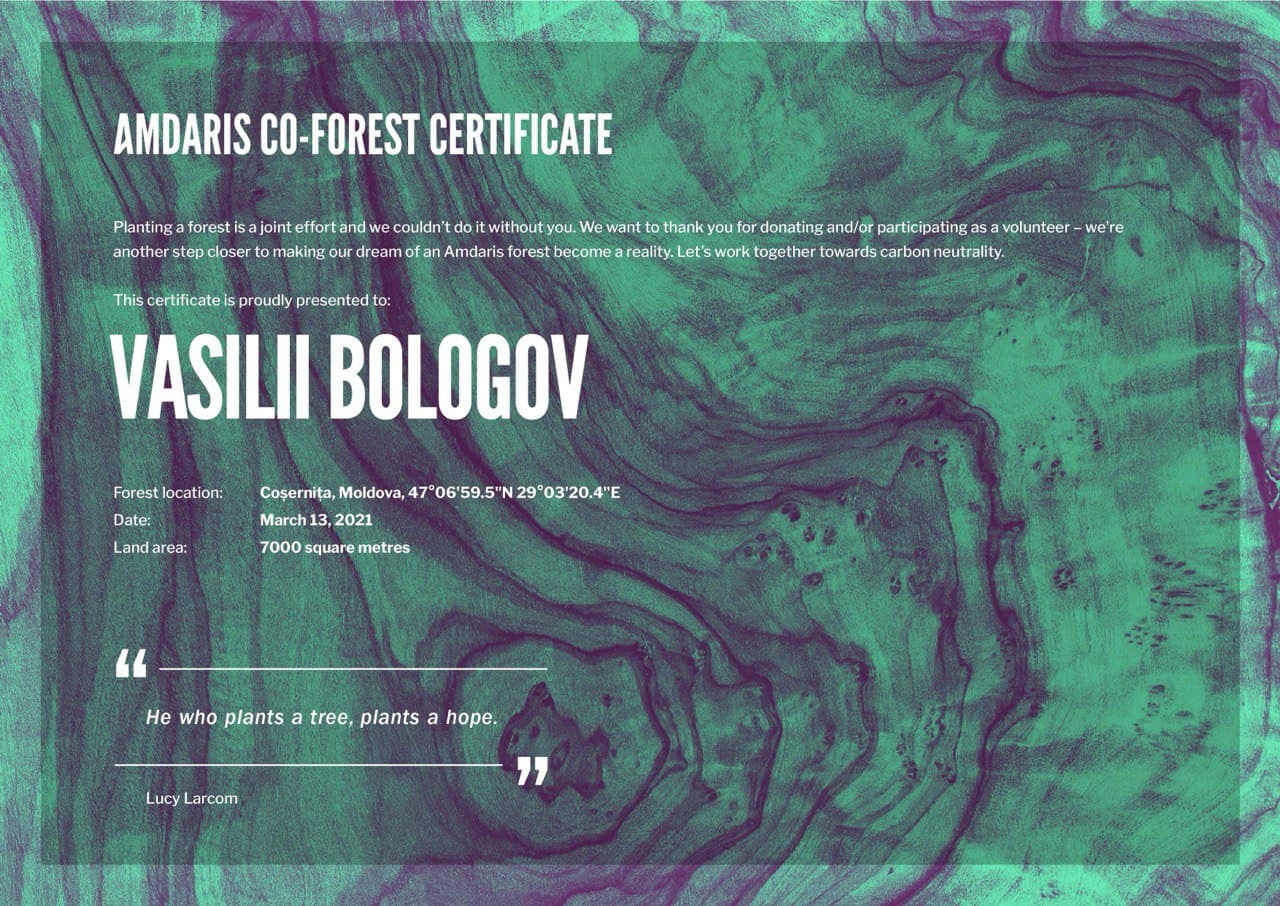 AMDARIS CO-FOREST CERTIFICATE
Planting a forest is a joint effort and we couldn't do it without you. We want to thank you for donating and/or participating as a volunteer – we're
another step closer to making our dream of an Amdaris forest become a reality. Let's work together towards carbon neutrality.
This certificate is proudly presented to:
VASILII BOLOGOV
Forest location: Coșernița, Moldova, 47°06'59.5"N 29°03'20.4"E
Date: March 13, 2021
Land area: 7000 square metres
“
He who plants a tree, plants a hope.
”
Lucy Larcom